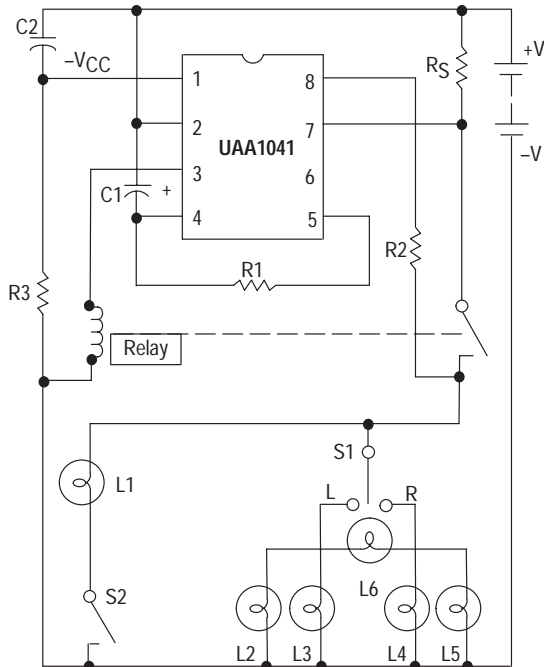 C2
–VCC
1
8
RS
+V
2
7
UAA1041
–V
3
6
C1
+
4
5
R2
R1
R3
Relay
S1
L
R
L1
L6
S2
L2
L3
L4
L5